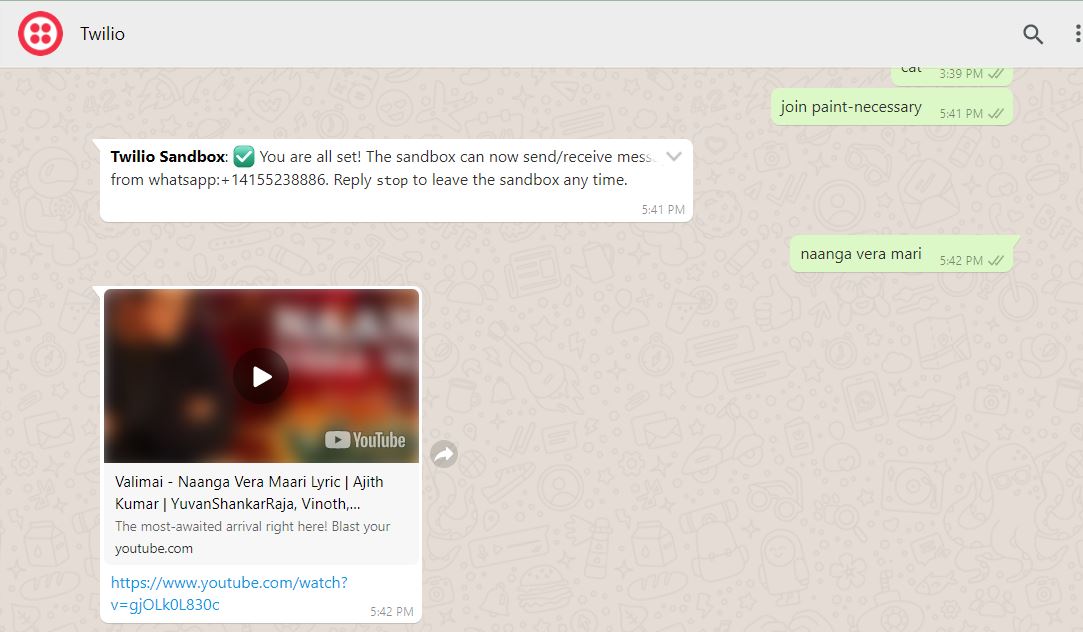 Twilio
cat
3:39 PM
join paint-necessary
5:41 PM
Twilio Sandbox: ✅ You are all set! The sandbox can now send/receive
from whatsapp:+14155238886. Reply stop to leave the sandbox any time.
5:41 PM
naanga vera mari
5:42 PM
YouTube
Valimai - Naanga Vera Maari Lyric | Ajith
Kumar | YuvanShankarRaja, Vinoth,...
The most-awaited arrival right here! Blast your
youtube.com
https://www.youtube.com/watch?
v=gjOLk0L830c
5:42 PM